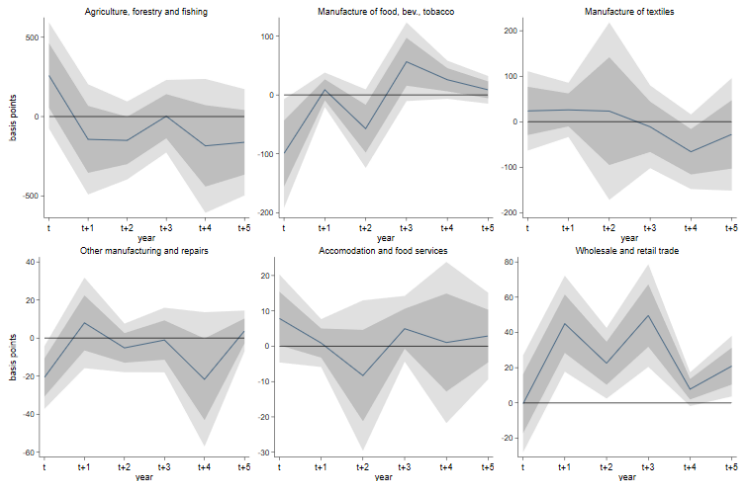 Agriculture, forestry and fishing
Manufacture of food, bev., tobacco
Manufacture of textiles
basis points
500
0
-500
t t+1 t+2 t+3 t+4 t+5
year
100
0
-100
-200
t t+1 t+2 t+3 t+4 t+5
year
200
100
0
-100
-200
t t+1 t+2 t+3 t+4 t+5
year
Other manufacturing and repairs
Accomodation and food services
Wholesale and retail trade
basis points
40
20
0
-20
-40
-60
t t+1 t+2 t+3 t+4 t+5
year
20
10
0
-10
-20
-30
t t+1 t+2 t+3 t+4 t+5
year
80
60
40
20
0
-20
t t+1 t+2 t+3 t+4 t+5
year